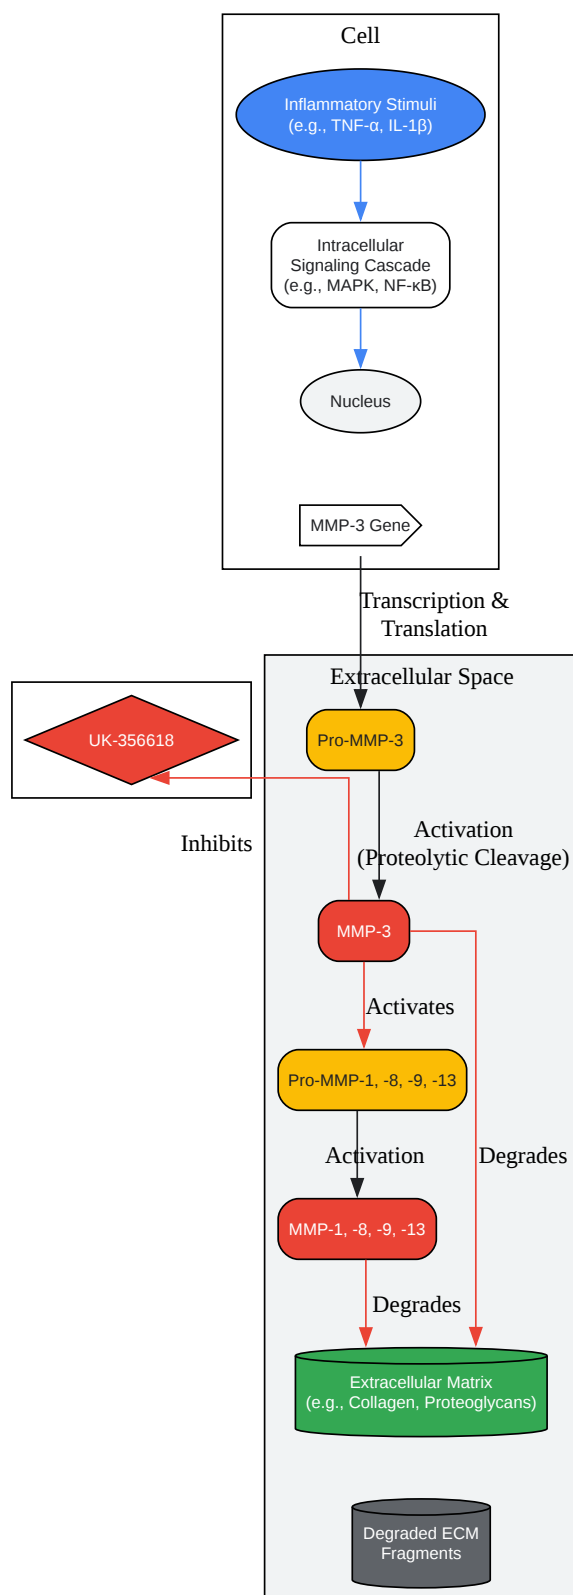 Cell
Inflammatory Stimuli
(e.g., TNF-α, IL-1β)
Intracellular
Signaling Cascade
(e.g., MAPK, NF-κB)
Nucleus
MMP-3 Gene
Transcription &
Translation
Extracellular Space
UK-356618
Pro-MMP-3
Inhibits
Activation
(Proteolytic Cleavage)
MMP-3
Activates
Pro-MMP-1, -8, -9, -13
Activation
Degrades
MMP-1, -8, -9, -13
Degrades
Extracellular Matrix
(e.g., Collagen, Proteoglycans)
Degraded ECM
Fragments